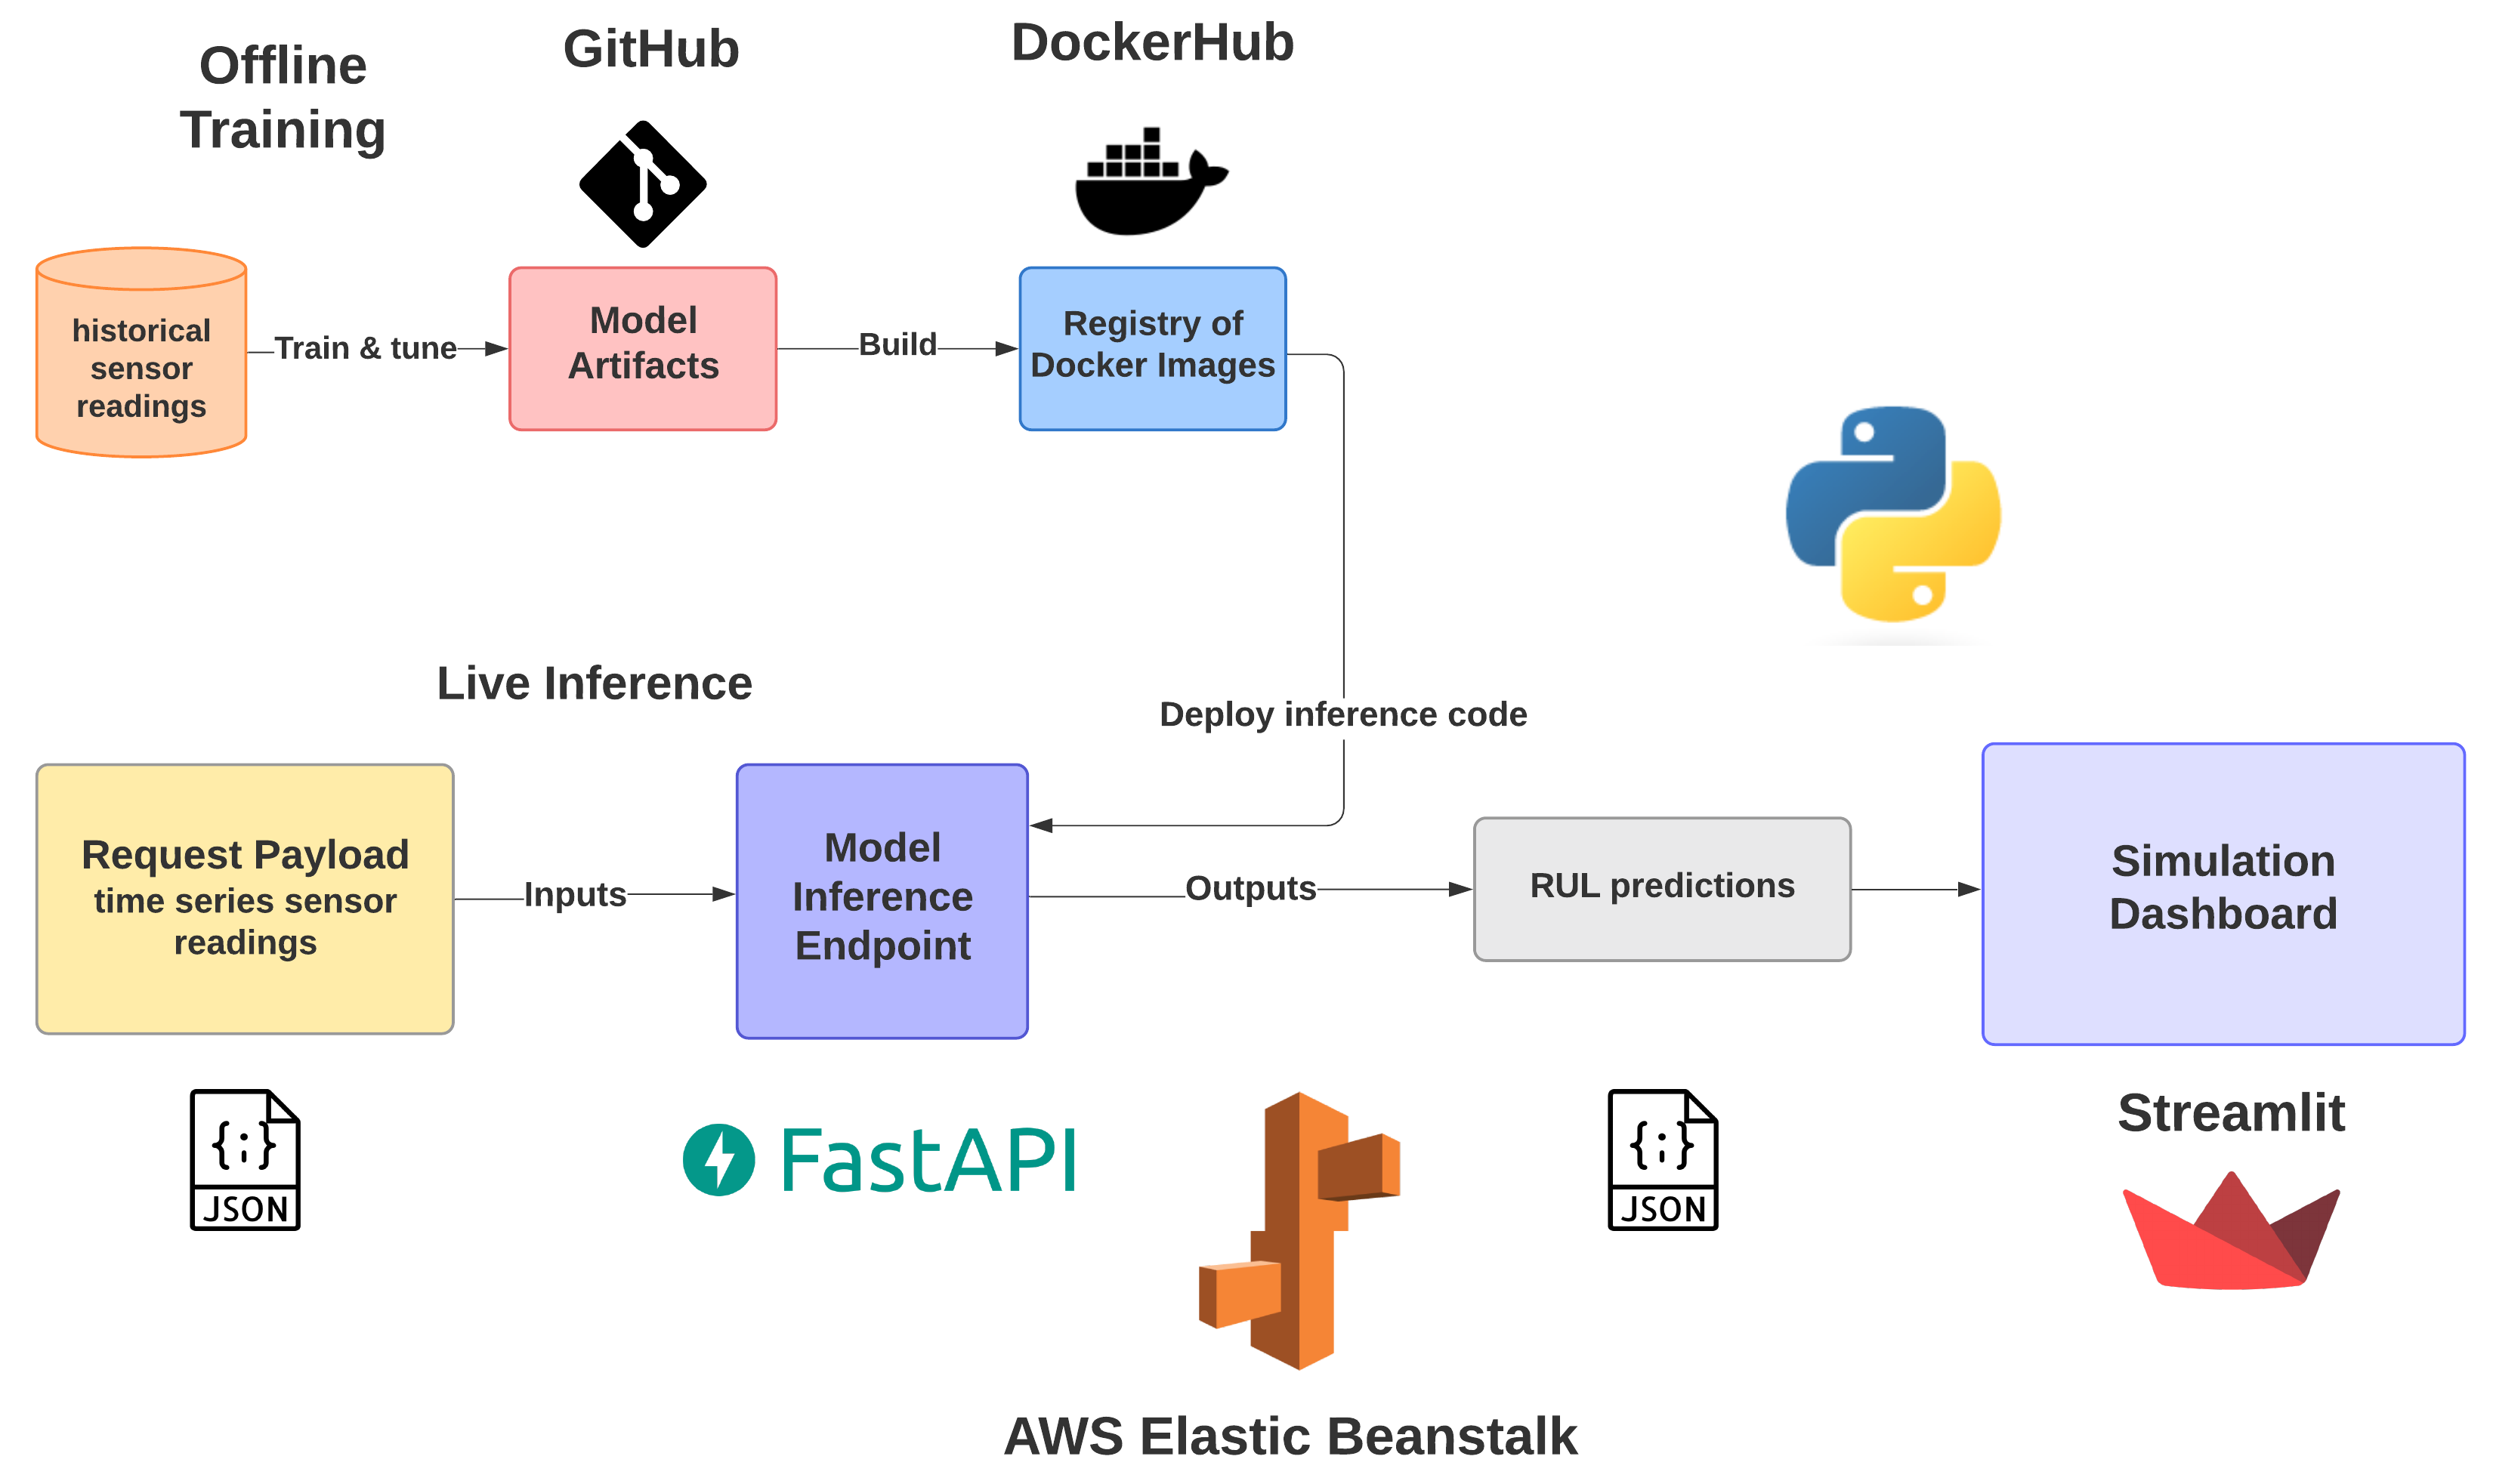 Offline
Training
GitHub
DockerHub
historical
sensor
readings
Train & tune
Model
Artifacts
Build
Registry of
Docker Images
Live Inference
Deploy inference code
Request Payload
time series sensor
readings
Inputs
Model
Inference
Endpoint
Outputs
RUL predictions
Simulation
Dashboard
{;}
JSON
FastAPI
{;}
JSON
Streamlit
AWS Elastic Beanstalk